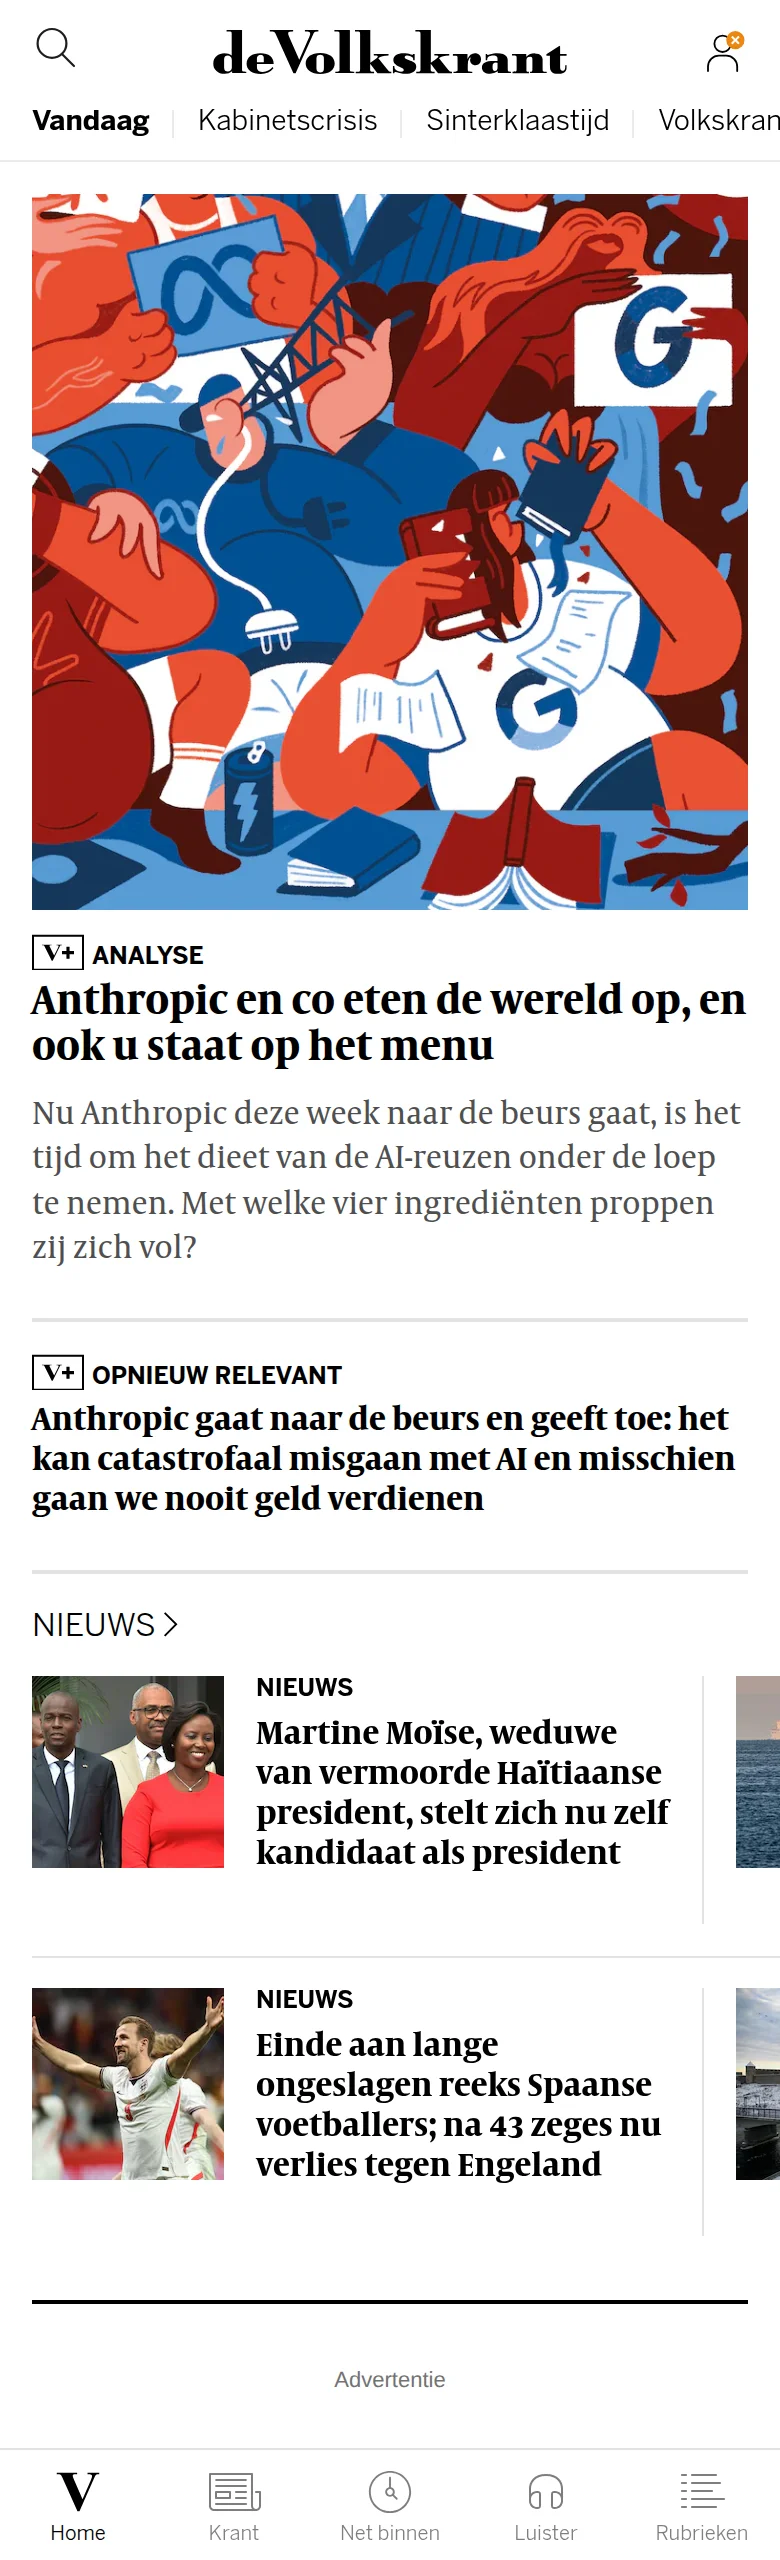 deVolkskrant
Vandaag
Kabinetscrisis
Sinterklaastijd
Volkskran
G
G
V+ ANALYSE
Anthropic en co eten de wereld op, en
ook u staat op het menu
Nu Anthropic deze week naar de beurs gaat, is het
tijd om het dieet van de AI-reuzen onder de loep
te nemen. Met welke vier ingrediënten proppen
zij zich vol?
V+ OPNIEUW RELEVANT
Anthropic gaat naar de beurs en geeft toe: het
kan catastrofaal misgaan met AI en misschien
gaan we nooit geld verdienen
NIEUWS
NIEUWS
Martine Moïse, weduwe
van vermoorde Haïtiaanse
president, stelt zich nu zelf
kandidaat als president
NIEUWS
Einde aan lange
ongeslagen reeks Spaanse
voetballers; na 43 zeges nu
verlies tegen Engeland
Advertentie
V
Home
Krant
Net binnen
Luister
Rubrieken